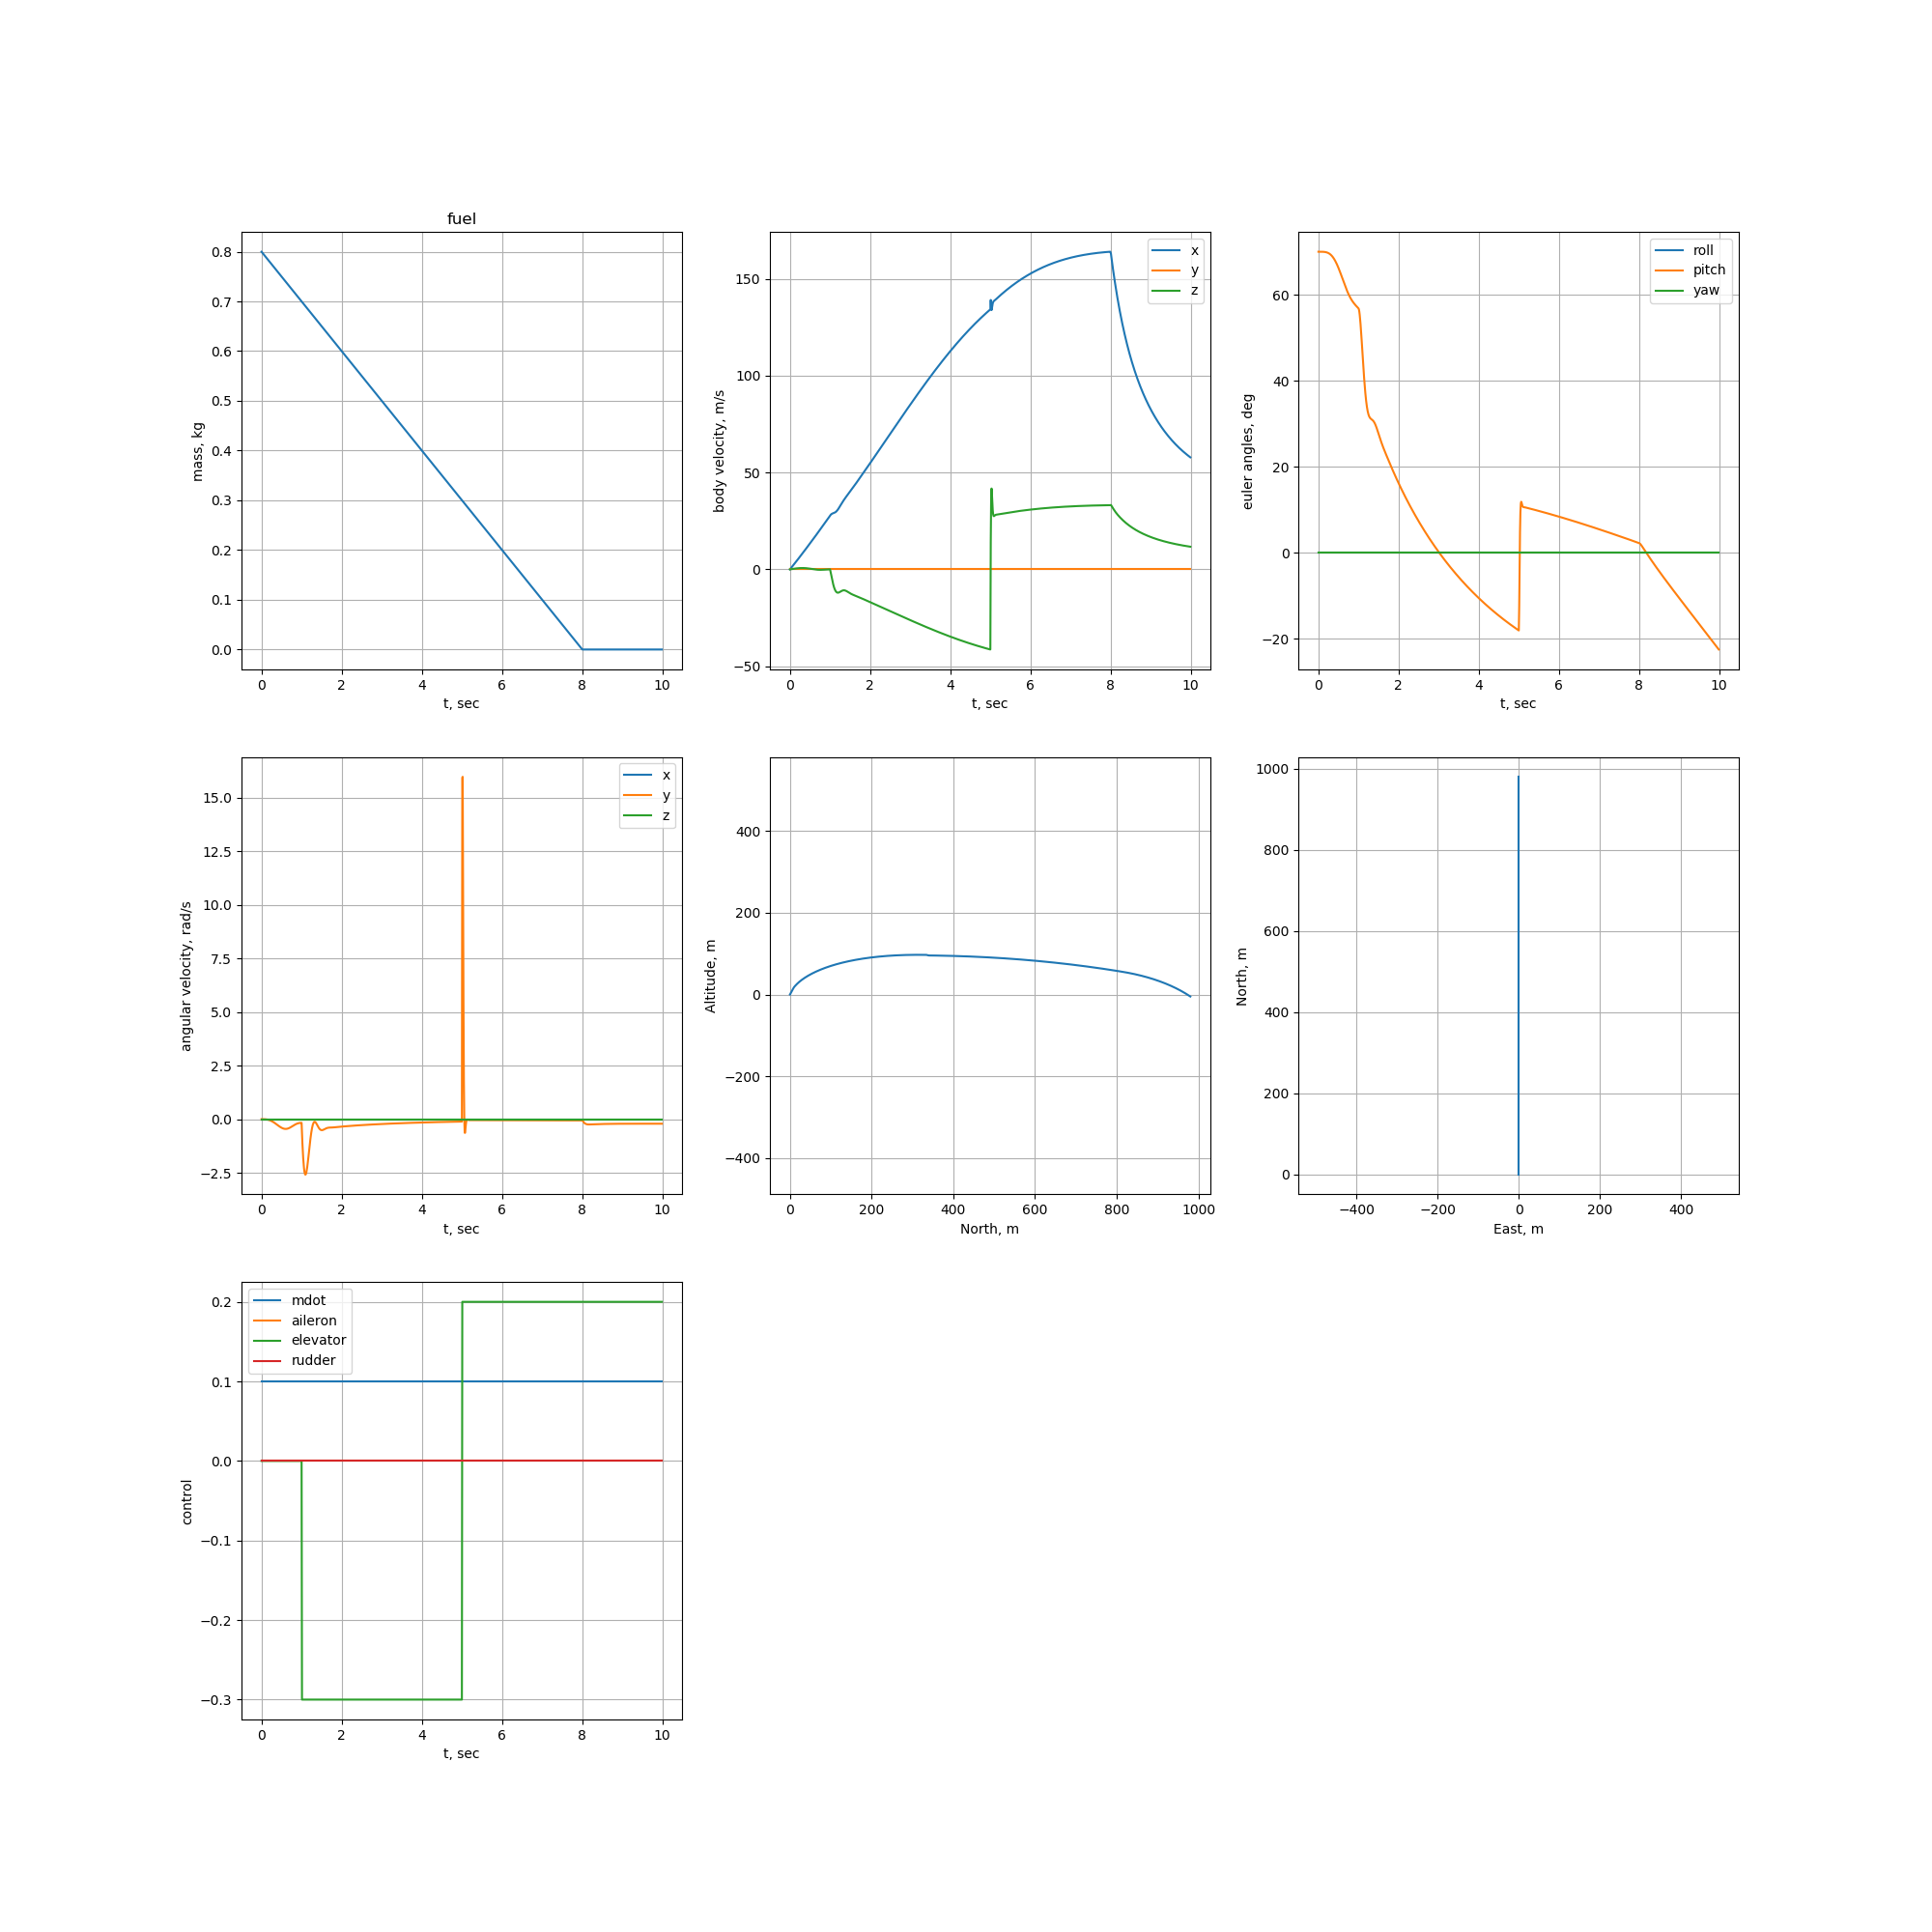 fuel
mass, kg
0.8
0.7
0.6
0.5
0.4
0.3
0.2
0.1
0.0
0 2 4 6 8 10
t, sec
body velocity, m/s
150
100
50
0
−50
x
y
z
0 2 4 6 8 10
t, sec
euler angles, deg
60
40
20
0
−20
roll
pitch
yaw
0 2 4 6 8 10
t, sec
angular velocity, rad/s
15.0
12.5
10.0
7.5
5.0
2.5
0.0
−2.5
x
y
z
0 2 4 6 8 10
t, sec
Altitude, m
400
200
0
−200
−400
0 200 400 600 800 1000
North, m
North, m
1000
800
600
400
200
0
−400 −200 0 200 400
East, m
control
0.2
0.1
0.0
−0.1
−0.2
−0.3
mdot
aileron
elevator
rudder
0 2 4 6 8 10
t, sec